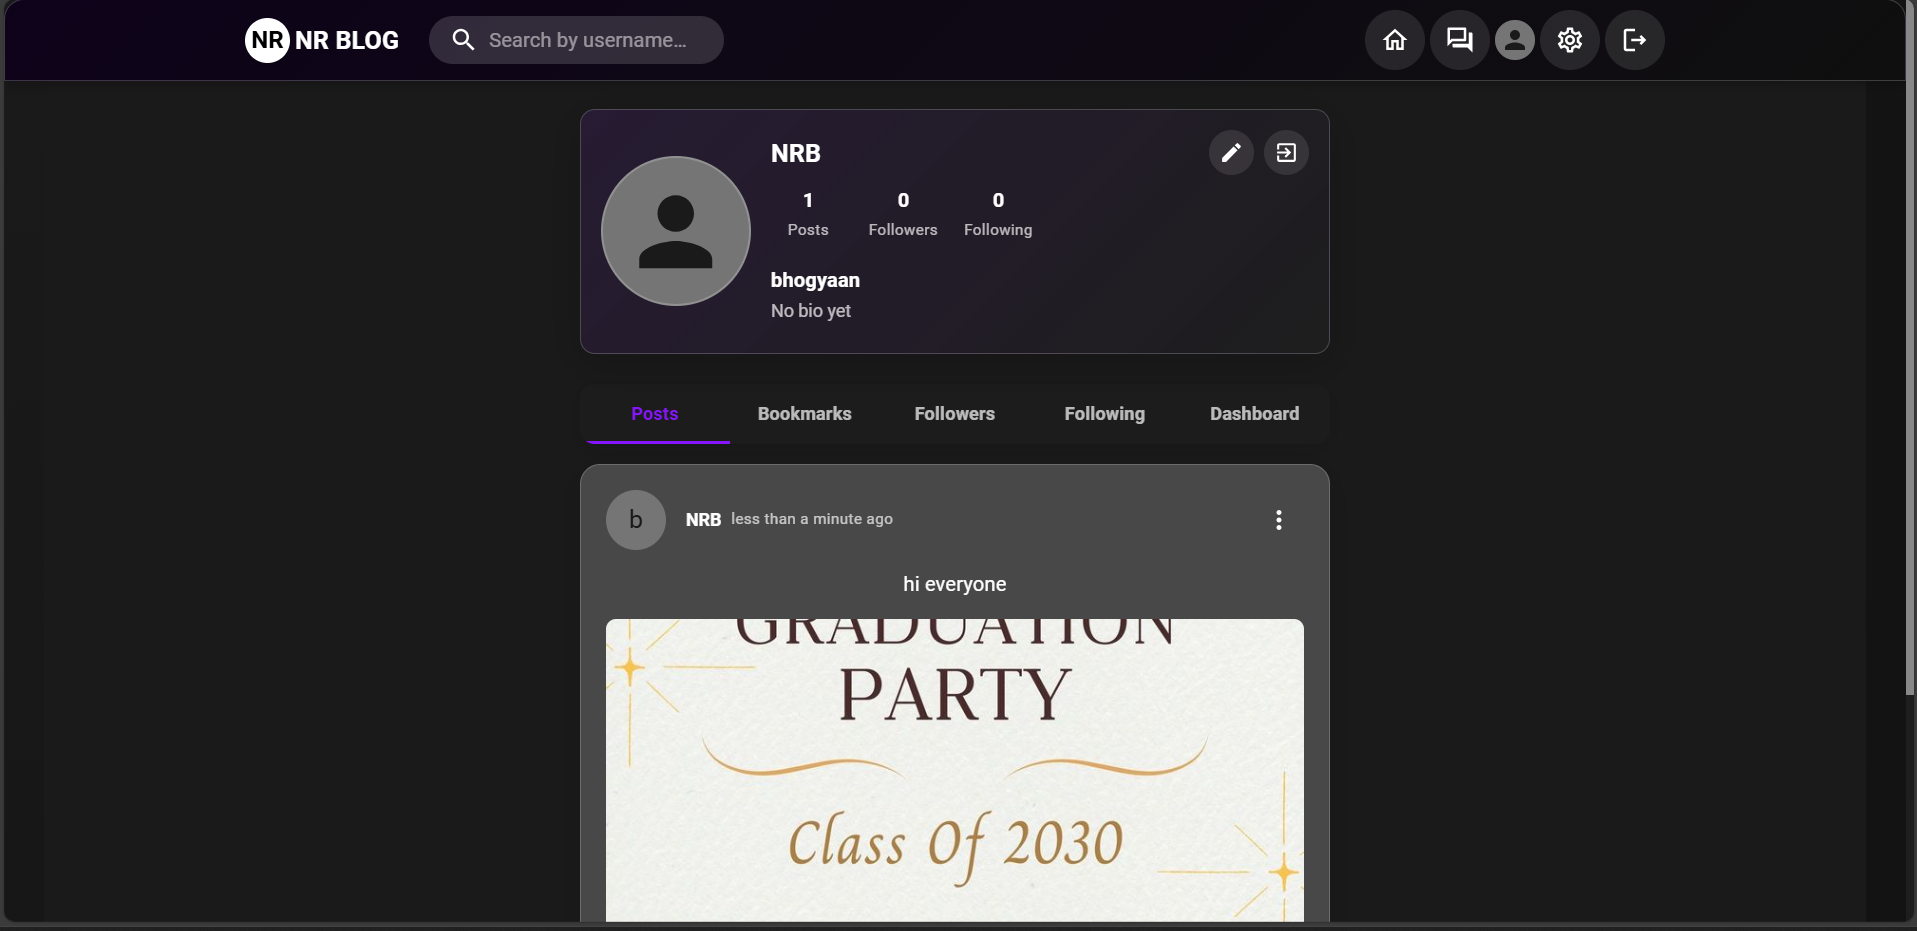 NR NR BLOG
Search by username...
NRB
1 0 0
Posts Followers Following
bhogyaan
No bio yet
Posts Bookmarks Followers Following Dashboard
b NRB less than a minute ago
hi everyone
GRADUATION
PARTY
Class Of 2030